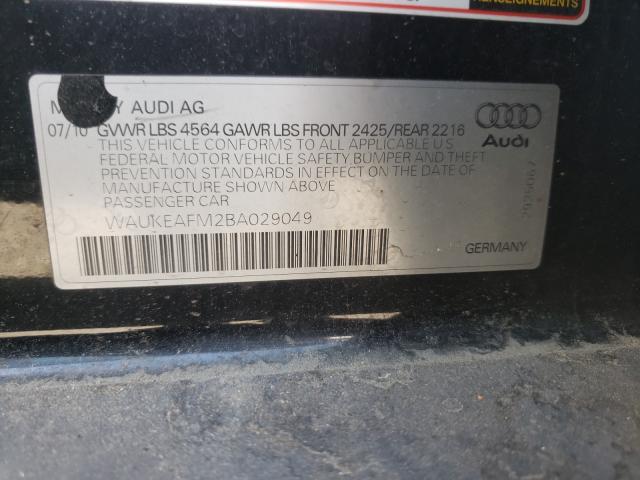 RENSEIGNEMENTS
AUDI AG
07/10 GVWR LBS 4564 GAWR LBS FRONT 2425/REAR 2216
THIS VEHICLE CONFORMS TO ALL APPLICABLE U S
FEDERAL MOTOR VEHICLE SAFETY BUMPER AND THEFT
PREVENTION STANDARDS IN EFFECT ON THE DATE OF
MANUFACTURE SHOWN ABOVE
PASSENGER CAR
WAUKEAFM2BA029049
Audi
GERMANY